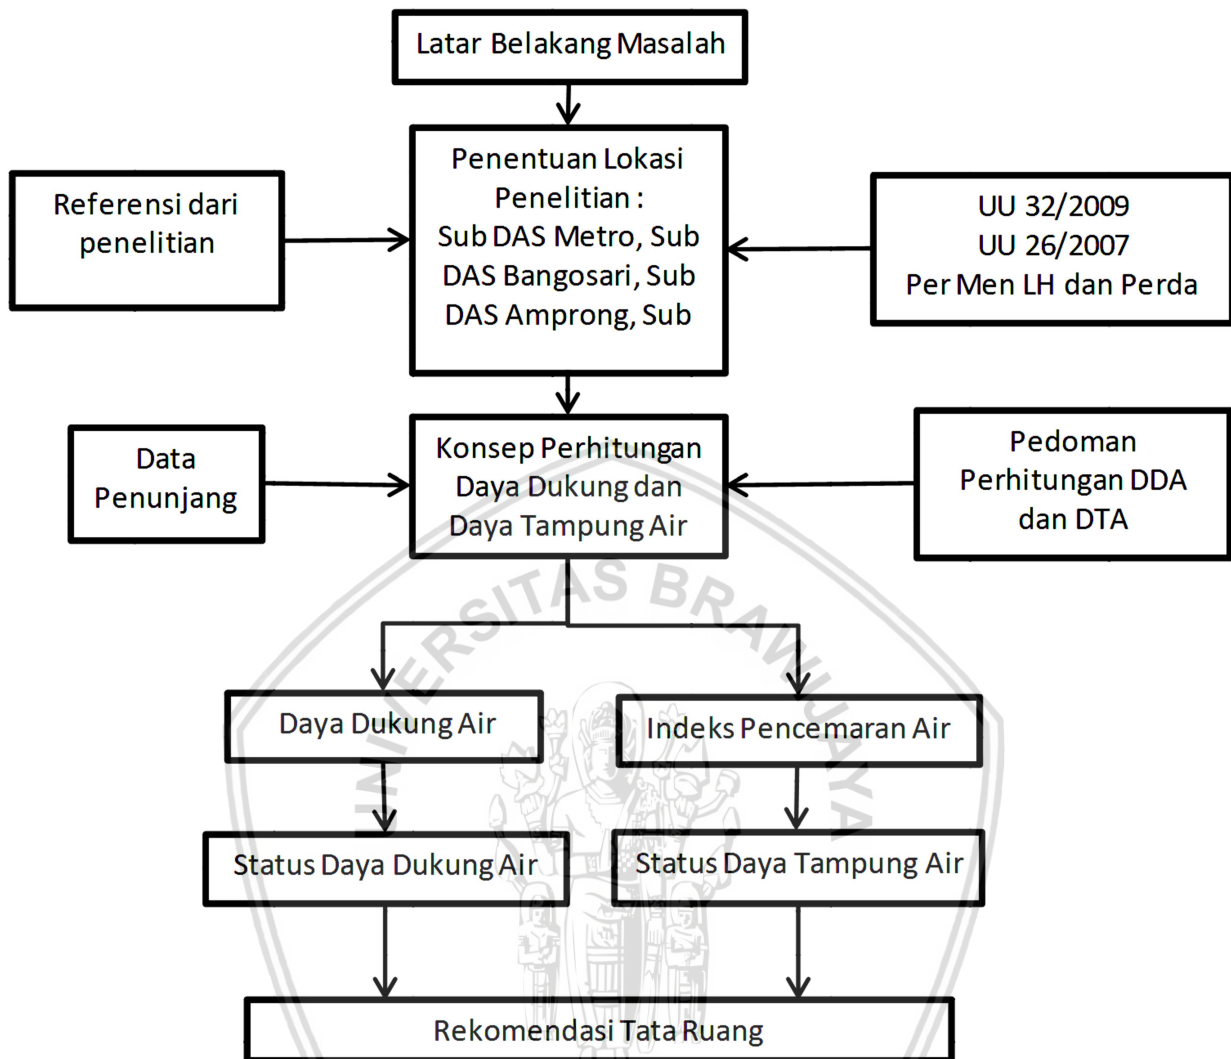 Latar Belakang Masalah
Penentuan Lokasi
Penelitian :
Sub DAS Metro, Sub
DAS Bangosari, Sub
DAS Amprong, Sub
Referensi dari
penelitian
UU 32/2009
UU 26/2007
Per Men LH dan Perda
Data
Penunjang
Konsep Perhitungan
Daya Dukung dan
Daya Tampung Air
Pedoman
Perhitungan DDA
dan DTA
UNIVERSITAS BRAWIJAYA
Daya Dukung Air
Indeks Pencemaran Air
Status Daya Dukung Air
Status Daya Tampung Air
Rekomendasi Tata Ruang